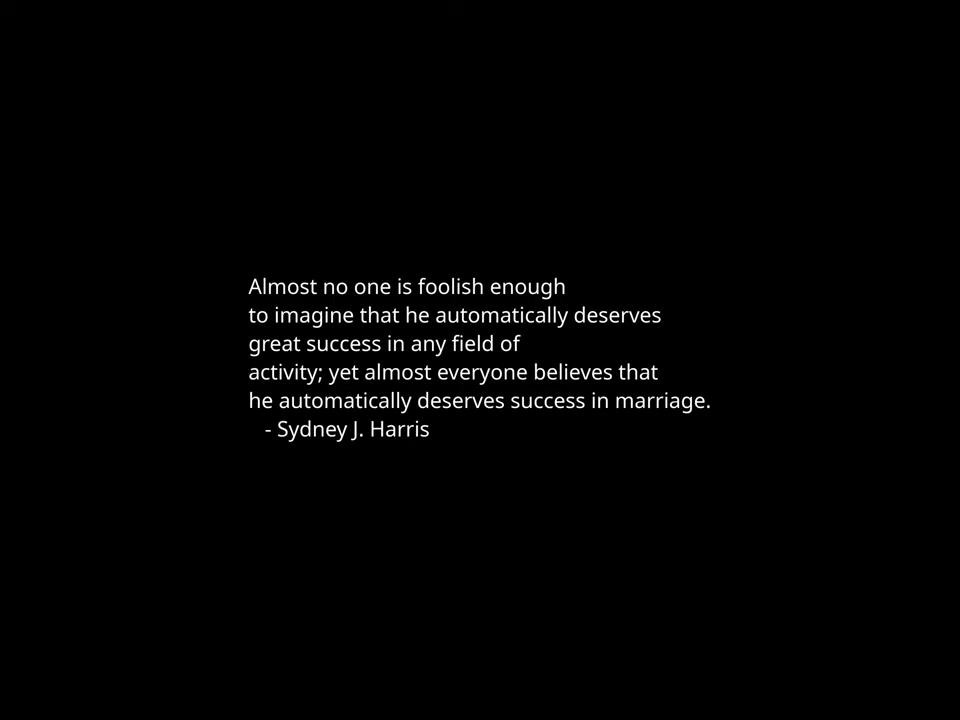 Almost no one is foolish enough
to imagine that he automatically deserves
great success in any field of
activity; yet almost everyone believes that
he automatically deserves success in marriage.
- Sydney J. Harris